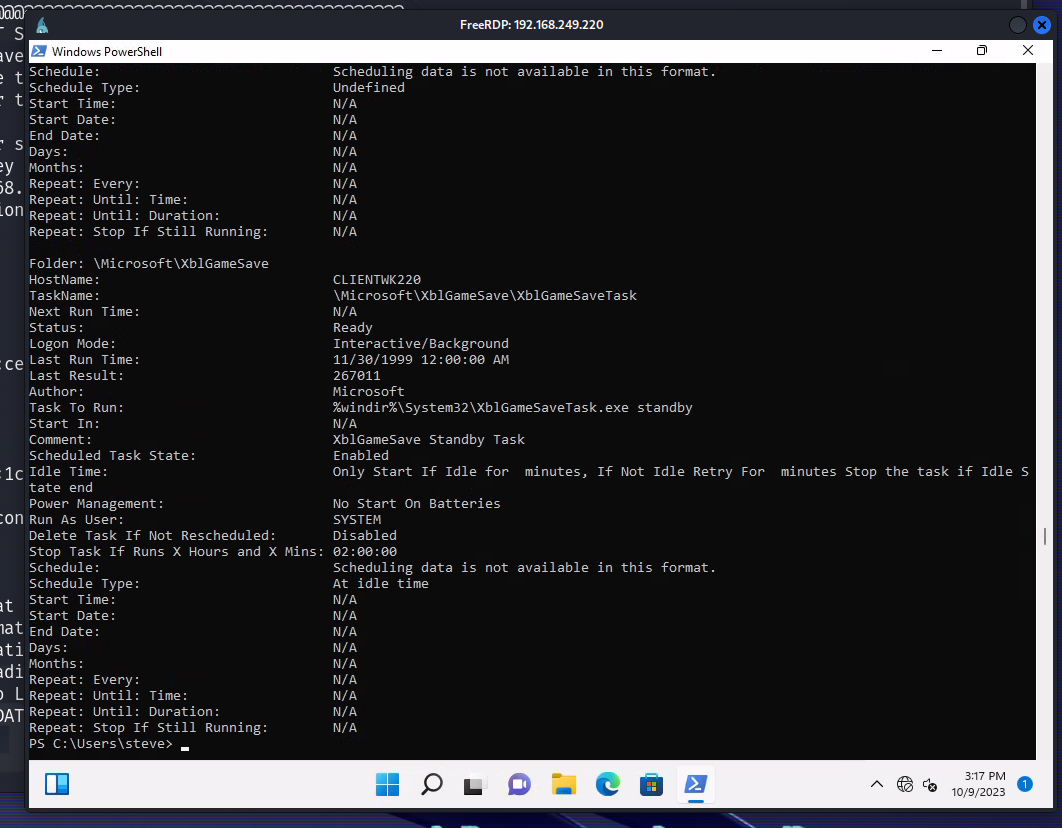 FreeRDP: 192.168.249.220
Windows PowerShell
Schedule: Scheduling data is not available in this format.
Schedule Type: Undefined
Start Time: N/A
Start Date: N/A
End Date: N/A
Days: N/A
Months: N/A
Repeat: Every: N/A
Repeat: Until: Time: N/A
Repeat: Until: Duration: N/A
Repeat: Stop If Still Running: N/A
Folder: \Microsoft\XblGameSave
HostName: CLIENTWK220
TaskName: \Microsoft\XblGameSave\XblGameSaveTask
Next Run Time: N/A
Status: Ready
Logon Mode: Interactive/Background
Last Run Time: 11/30/1999 12:00:00 AM
Last Result: 267011
Author: Microsoft
Task To Run: %windir%\System32\XblGameSaveTask.exe standby
Start In: N/A
Comment: XblGameSave Standby Task
Scheduled Task State: Enabled
Idle Time: Only Start If Idle for  minutes, If Not Idle Retry For  minutes Stop the task if Idle S
tate end
Power Management: No Start On Batteries
Run As User: SYSTEM
Delete Task If Not Rescheduled: Disabled
Stop Task If Runs X Hours and X Mins: 02:00:00
Schedule: Scheduling data is not available in this format.
Schedule Type: At idle time
Start Time: N/A
Start Date: N/A
End Date: N/A
Days: N/A
Months: N/A
Repeat: Every: N/A
Repeat: Until: Time: N/A
Repeat: Until: Duration: N/A
Repeat: Stop If Still Running: N/A
PS C:\Users\steve>
3:17 PM
10/9/2023
1